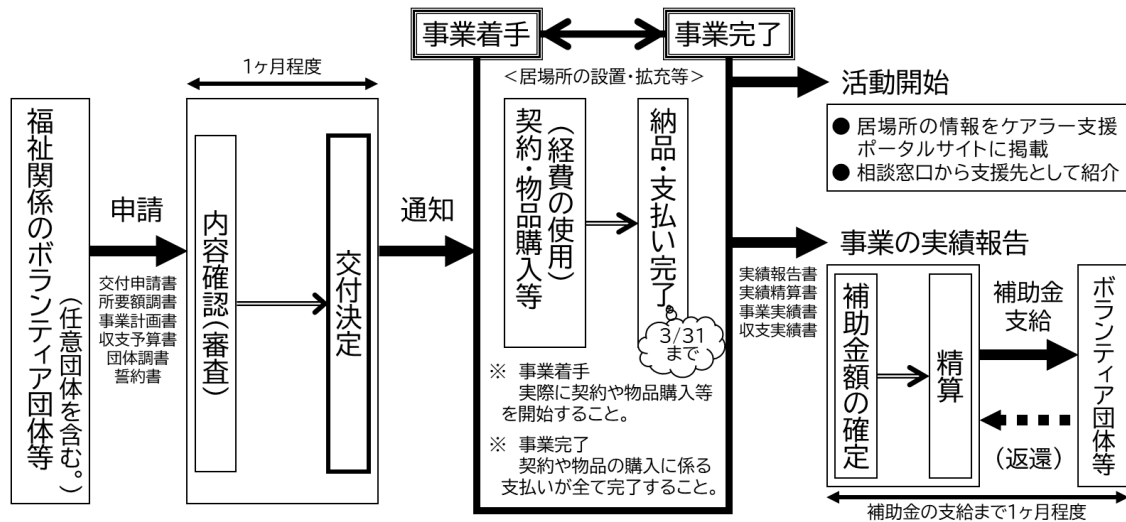 福祉関係のボランティア団体等
(任意団体を含む。)
申請
交付申請書
所要額調書
事業計画書
収支予算書
団体調書
誓約書
1ヶ月程度
内容確認(審査)
交付決定
通知
事業着手
事業完了
<居場所の設置・拡充等>
(経費の使用)
契約・物品購入等
納品・支払い完了
3/31
まで
※ 事業着手
実際に契約や物品購入等
を開始すること。
※ 事業完了
契約や物品の購入に係る
支払いが全て完了すること。
活動開始
● 居場所の情報をケアラー支援
ポータルサイトに掲載
● 相談窓口から支援先として紹介
事業の実績報告
実績報告書
実績精算書
事業実績書
収支実績書
補助金額の確定
精算
補助金
支給
(返還)
ボランティア団体等
補助金の支給まで1ヶ月程度